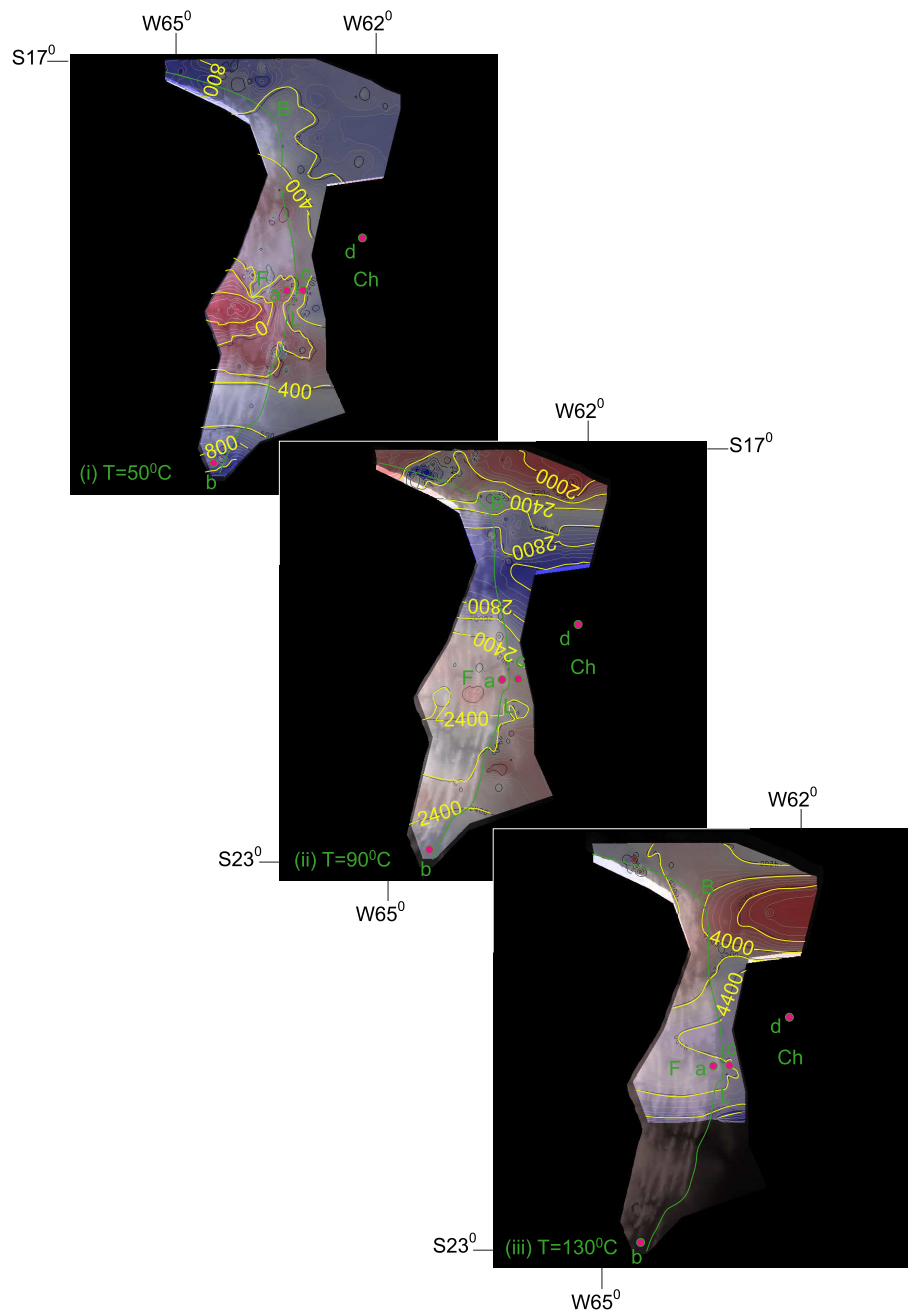 W65⁰ W62⁰
S17⁰
800
B
400
d
F
Ch
a
0
400
800
(i) T=50⁰C
b
W62⁰
S17⁰
2000
B
2400
2800
2800
d
2400
Ch
F a
2400
L
2400
S23⁰
(ii) T=90⁰C
b
W65⁰
W62⁰
B
4000
4400
d
Ch
F a
S23⁰
(iii) T=130⁰C
b
W65⁰